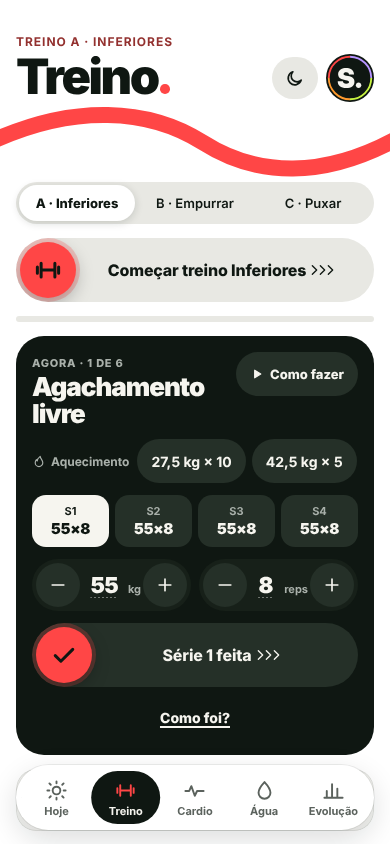 TREINO A · INFERIORES
Treino.
S.
A · Inferiores
B · Empurrar
C · Puxar
Começar treino Inferiores >>>
AGORA · 1 DE 6
Agachamento
livre
Como fazer
Aquecimento
27,5 kg × 10
42,5 kg × 5
S1
55×8
S2
55×8
S3
55×8
S4
55×8
− 55 kg +
− 8 reps +
Série 1 feita >>>
Como foi?
Hoje
Treino
Cardio
Água
Evolução